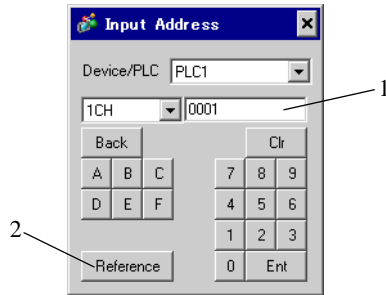 Input Address
Device/PLC PLC1
1
1CH 0001
Back Clr
A B C 7 8 9
D E F 4 5 6
1 2 3
2
Reference 0 Ent